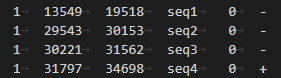 1	13549	19518	seq1	0	-
1	29543	30153	seq2	0	-
1	30221	31562	seq3	0	-
1	31797	34698	seq4	0	+